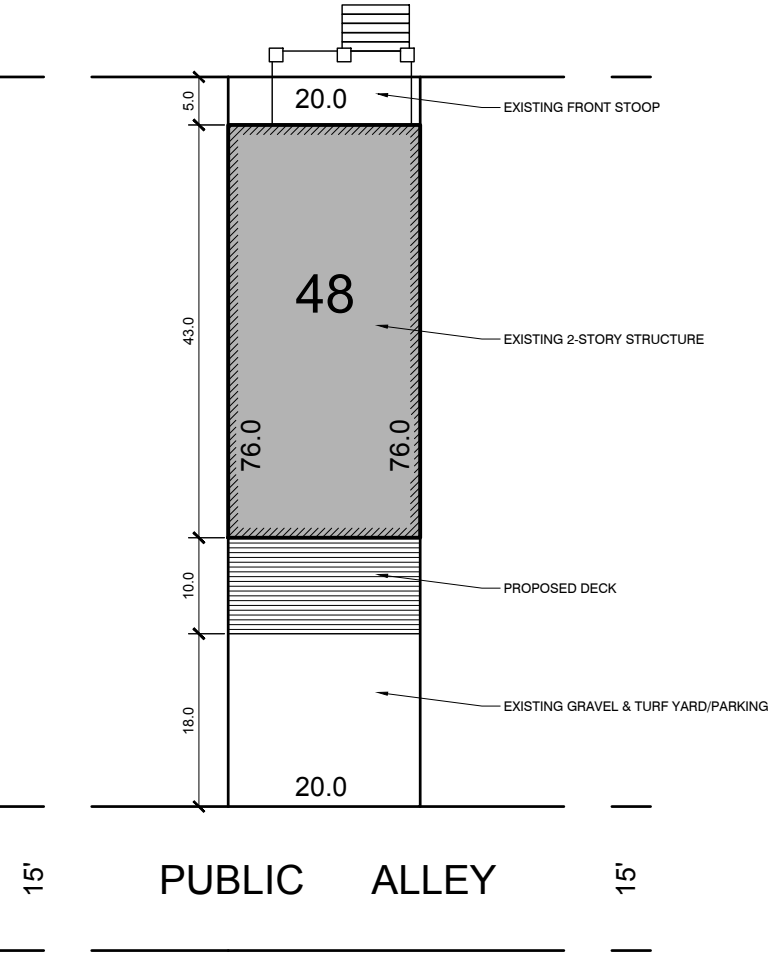 5.0
20.0
EXISTING FRONT STOOP
48
43.0
EXISTING 2-STORY STRUCTURE
76.0
76.0
10.0
PROPOSED DECK
18.0
EXISTING GRAVEL & TURF YARD/PARKING
20.0
15'
PUBLIC ALLEY
15'